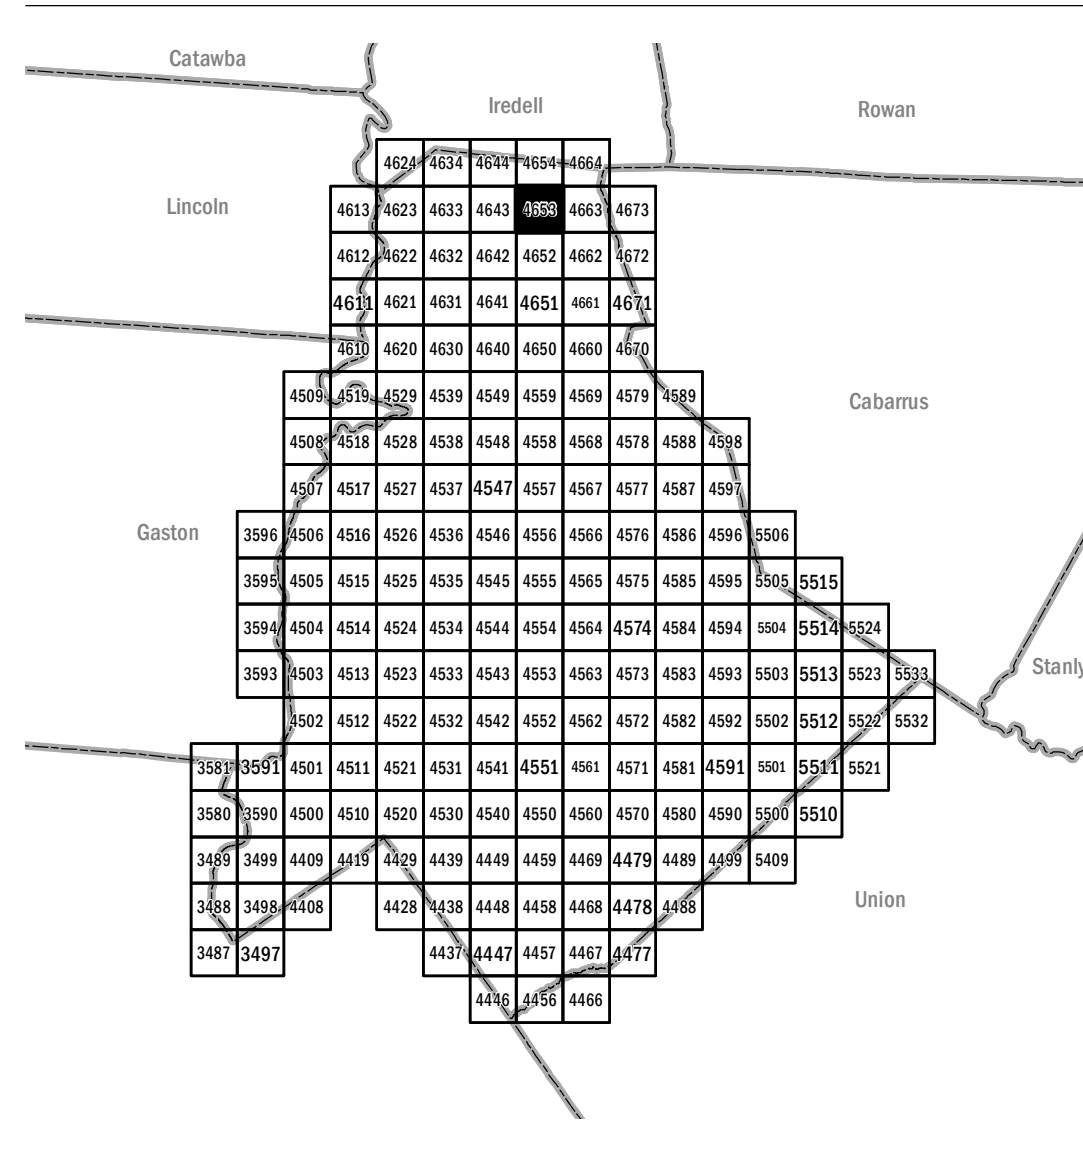 Catawba
Iredell
Rowan
4624 4634 4644 4654 4664
Lincoln
4613 4623 4633 4643 4653 4663 4673
4612 4622 4632 4642 4652 4662 4672
4611 4621 4631 4641 4651 4661 4671
4610 4620 4630 4640 4650 4660 4670
4509 4519 4529 4539 4549 4559 4569 4579 4589
Cabarrus
4508 4518 4528 4538 4548 4558 4568 4578 4588 4598
4507 4517 4527 4537 4547 4557 4567 4577 4587 4597
Gaston
3596 4506 4516 4526 4536 4546 4556 4566 4576 4586 4596 5506
3595 4505 4515 4525 4535 4545 4555 4565 4575 4585 4595 5505 5515
3594 4504 4514 4524 4534 4544 4554 4564 4574 4584 4594 5504 5514 5524
Stanly
3593 4503 4513 4523 4533 4543 4553 4563 4573 4583 4593 5503 5513 5523 5533
4502 4512 4522 4532 4542 4552 4562 4572 4582 4592 5502 5512 5522 5532
3581 3591 4501 4511 4521 4531 4541 4551 4561 4571 4581 4591 5501 5511 5521
3580 3590 4500 4510 4520 4530 4540 4550 4560 4570 4580 4590 5500 5510
3489 3499 4409 4419 4429 4439 4449 4459 4469 4479 4489 4499 5409
Union
3488 3498 4408 4428 4438 4448 4458 4468 4478 4488
3487 3497 4437 4447 4457 4467 4477
4446 4456 4466